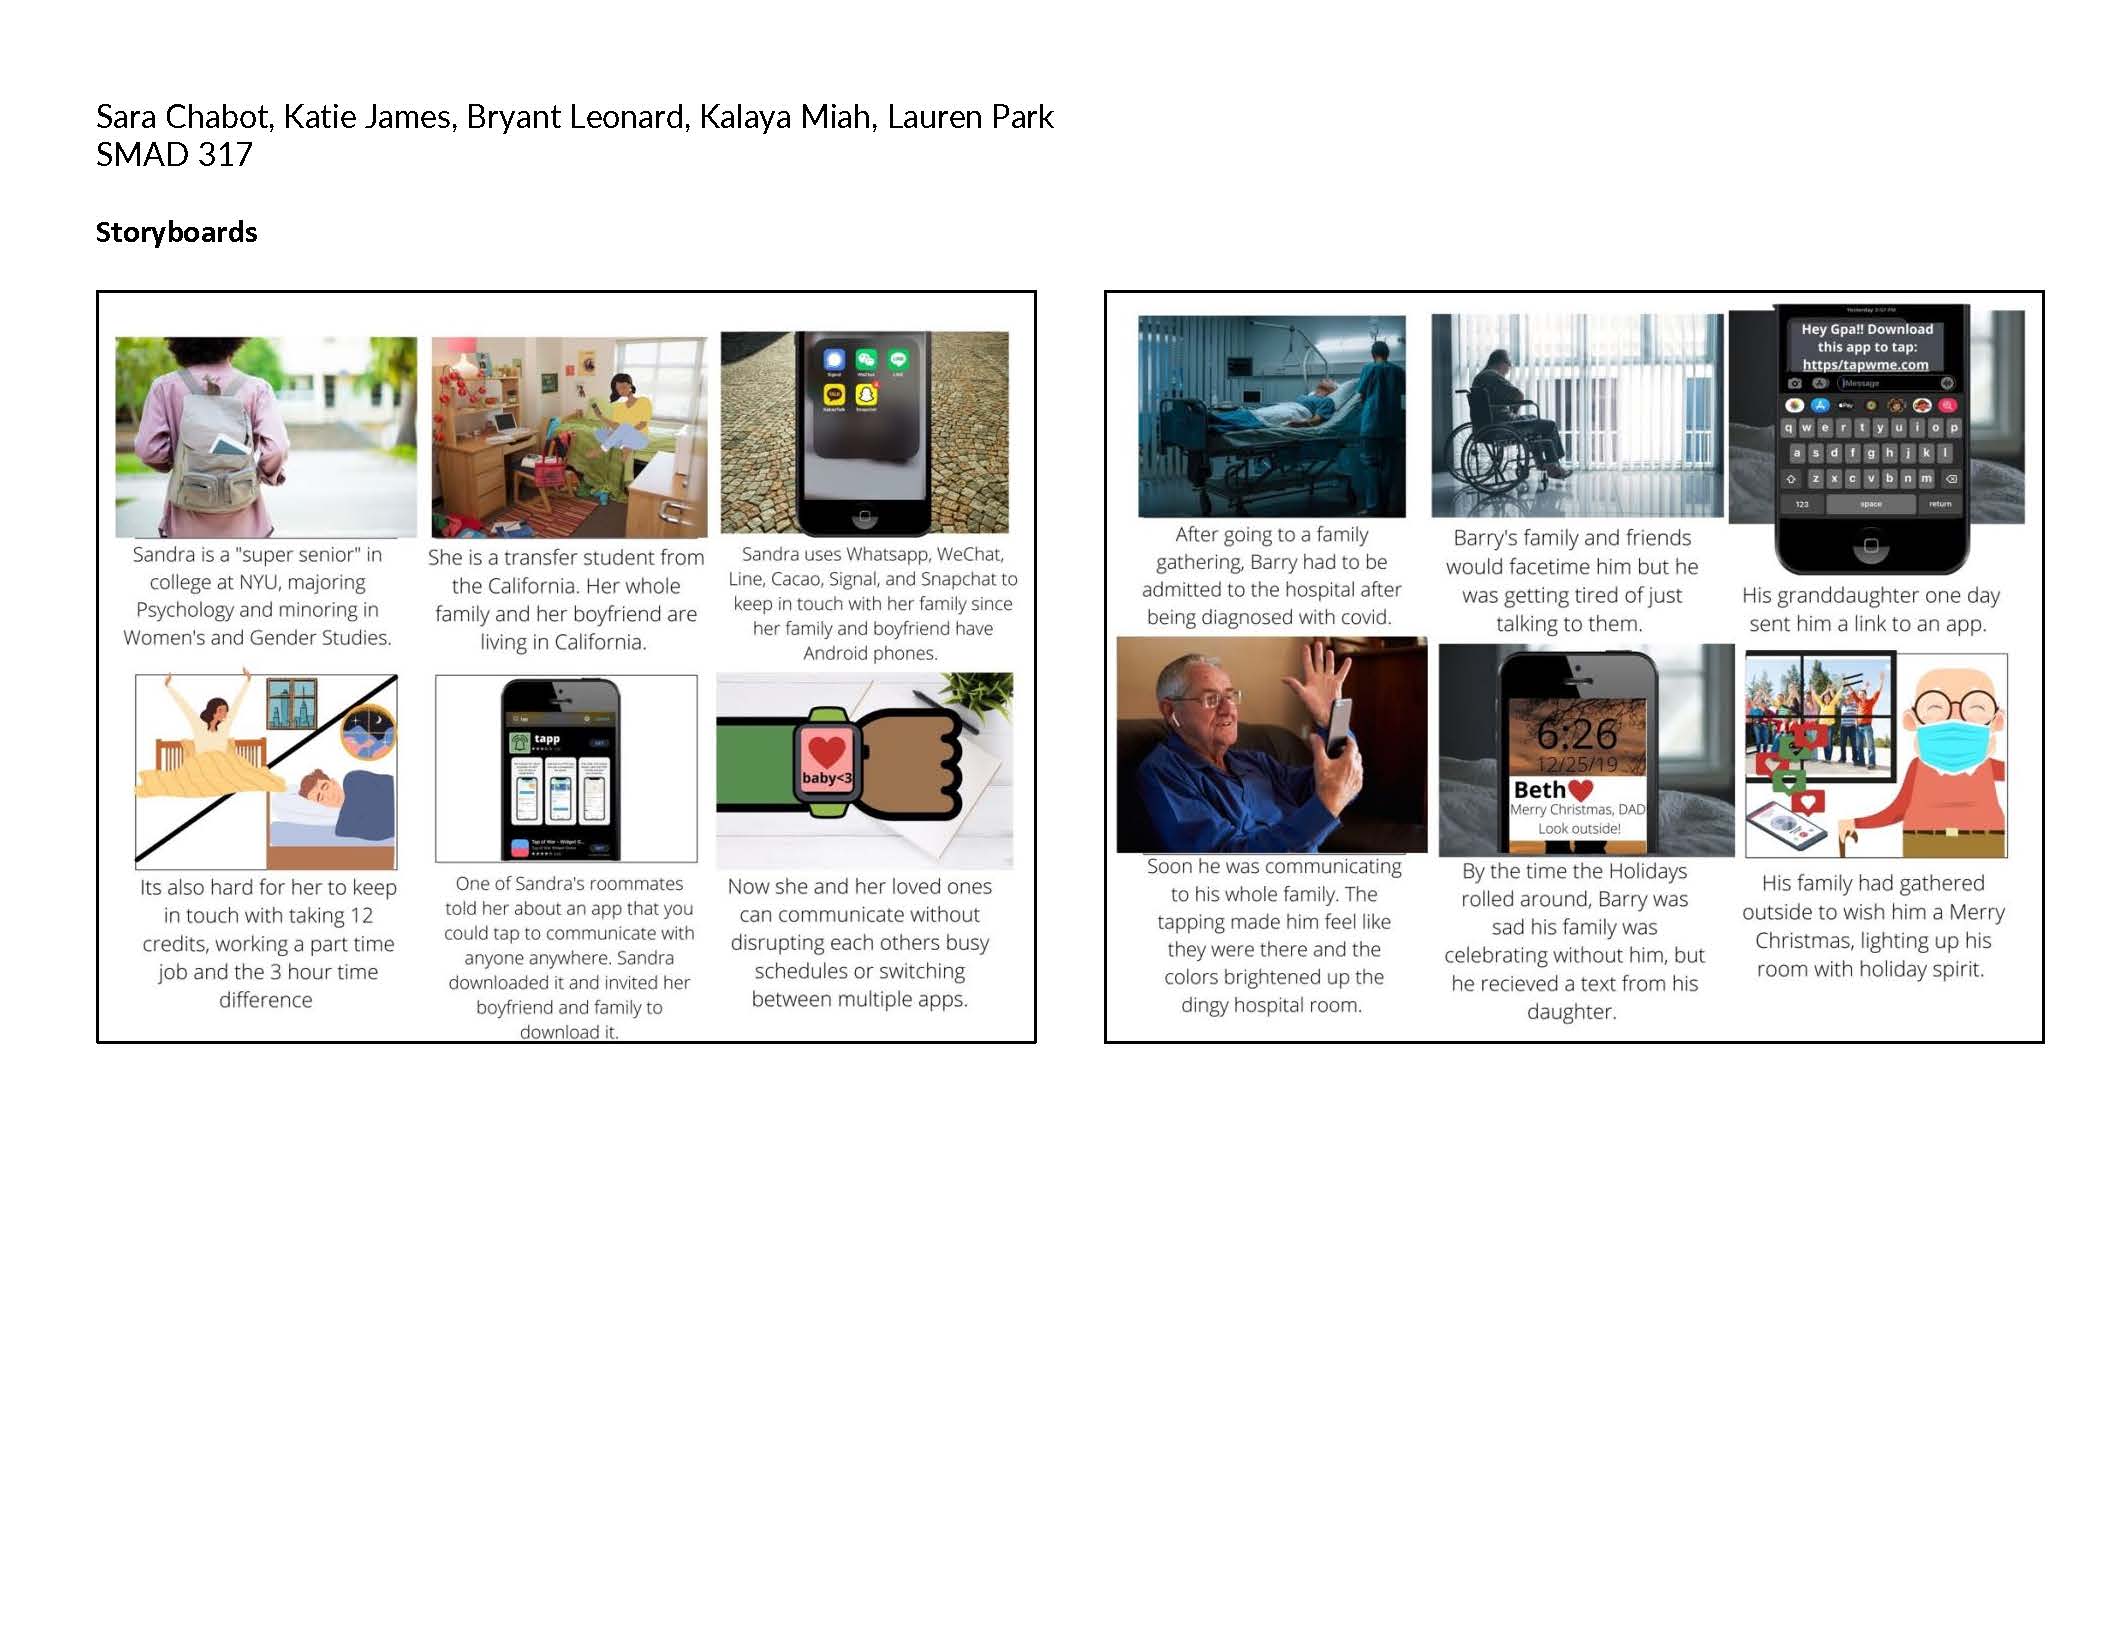 Sara Chabot, Katie James, Bryant Leonard, Kalaya Miah, Lauren Park
SMAD 317
Storyboards
Signal WeChat LINE
KakaoTalk Snapchat
Sandra is a "super senior" in
college at NYU, majoring
Psychology and minoring in
Women's and Gender Studies.
She is a transfer student from
the California. Her whole
family and her boyfriend are
living in California.
Sandra uses Whatsapp, WeChat,
Line, Cacao, Signal, and Snapchat to
keep in touch with her family since
her family and boyfriend have
Android phones.
Its also hard for her to keep
in touch with taking 12
credits, working a part time
job and the 3 hour time
difference
tapp
One of Sandra's roommates
told her about an app that you
could tap to communicate with
anyone anywhere. Sandra
downloaded it and invited her
boyfriend and family to
download it.
baby<3
Now she and her loved ones
can communicate without
disrupting each others busy
schedules or switching
between multiple apps.
After going to a family
gathering, Barry had to be
admitted to the hospital after
being diagnosed with covid.
Barry's family and friends
would facetime him but he
was getting tired of just
talking to them.
Hey Gpa!! Download
this app to tap:
https/tapwme.com
iMessage
q w e r t y u i o p
a s d f g h j k l
z x c v b n m
123 space return
His granddaughter one day
sent him a link to an app.
Soon he was communicating
to his whole family. The
tapping made him feel like
they were there and the
colors brightened up the
dingy hospital room.
6:26
12/25/19
Beth
Merry Christmas, DAD
Look outside!
By the time the Holidays
rolled around, Barry was
sad his family was
celebrating without him, but
he recieved a text from his
daughter.
His family had gathered
outside to wish him a Merry
Christmas, lighting up his
room with holiday spirit.